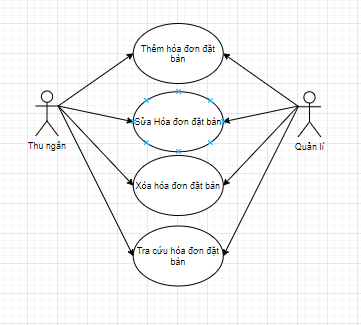 Thêm hóa đơn đặt
bàn
Sửa Hóa đơn đặt bàn
Thu ngân
Quản lí
Xóa hóa đơn đặt bàn
Tra cứu hóa đơn đặt
bàn